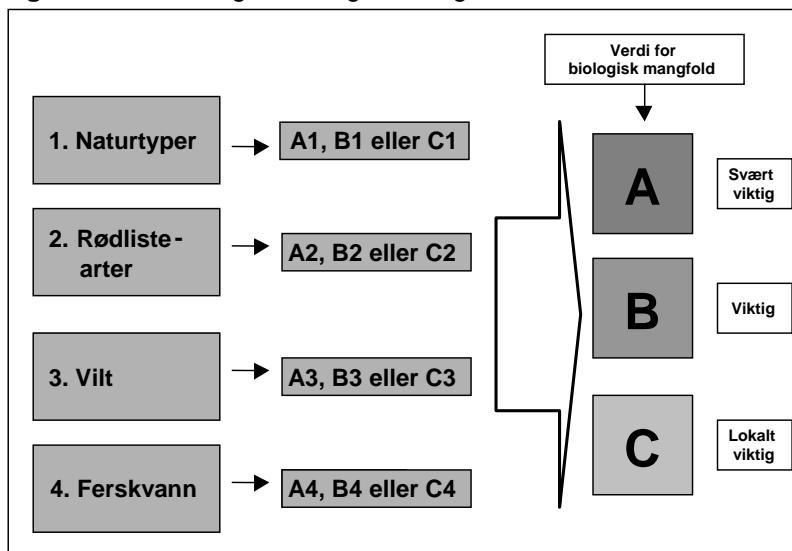 Verdi for
biologisk mangfold
1. Naturtyper
A1, B1 eller C1
A
Svært
viktig
2. Rødliste-
arter
A2, B2 eller C2
B
Viktig
3. Vilt
A3, B3 eller C3
C
Lokalt
viktig
4. Ferskvann
A4, B4 eller C4